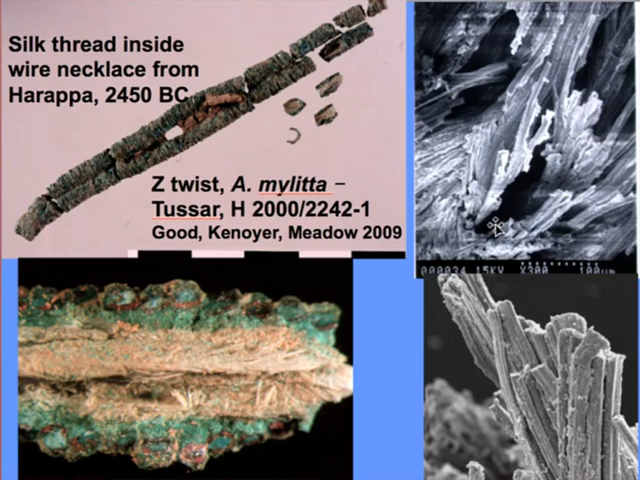 Silk thread inside
wire necklace from
Harappa, 2450 BC
Z twist, A. mylitta –
Tussar, H 2000/2242-1
Good, Kenoyer, Meadow 2009
000034 15KV X300 100um